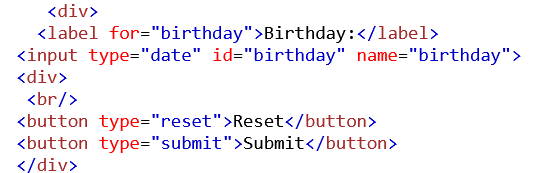 <div>
<label for="birthday">Birthday:</label>
<input type="date" id="birthday" name="birthday">
<div>
<br/>
<button type="reset">Reset</button>
<button type="submit">Submit</button>
</div>